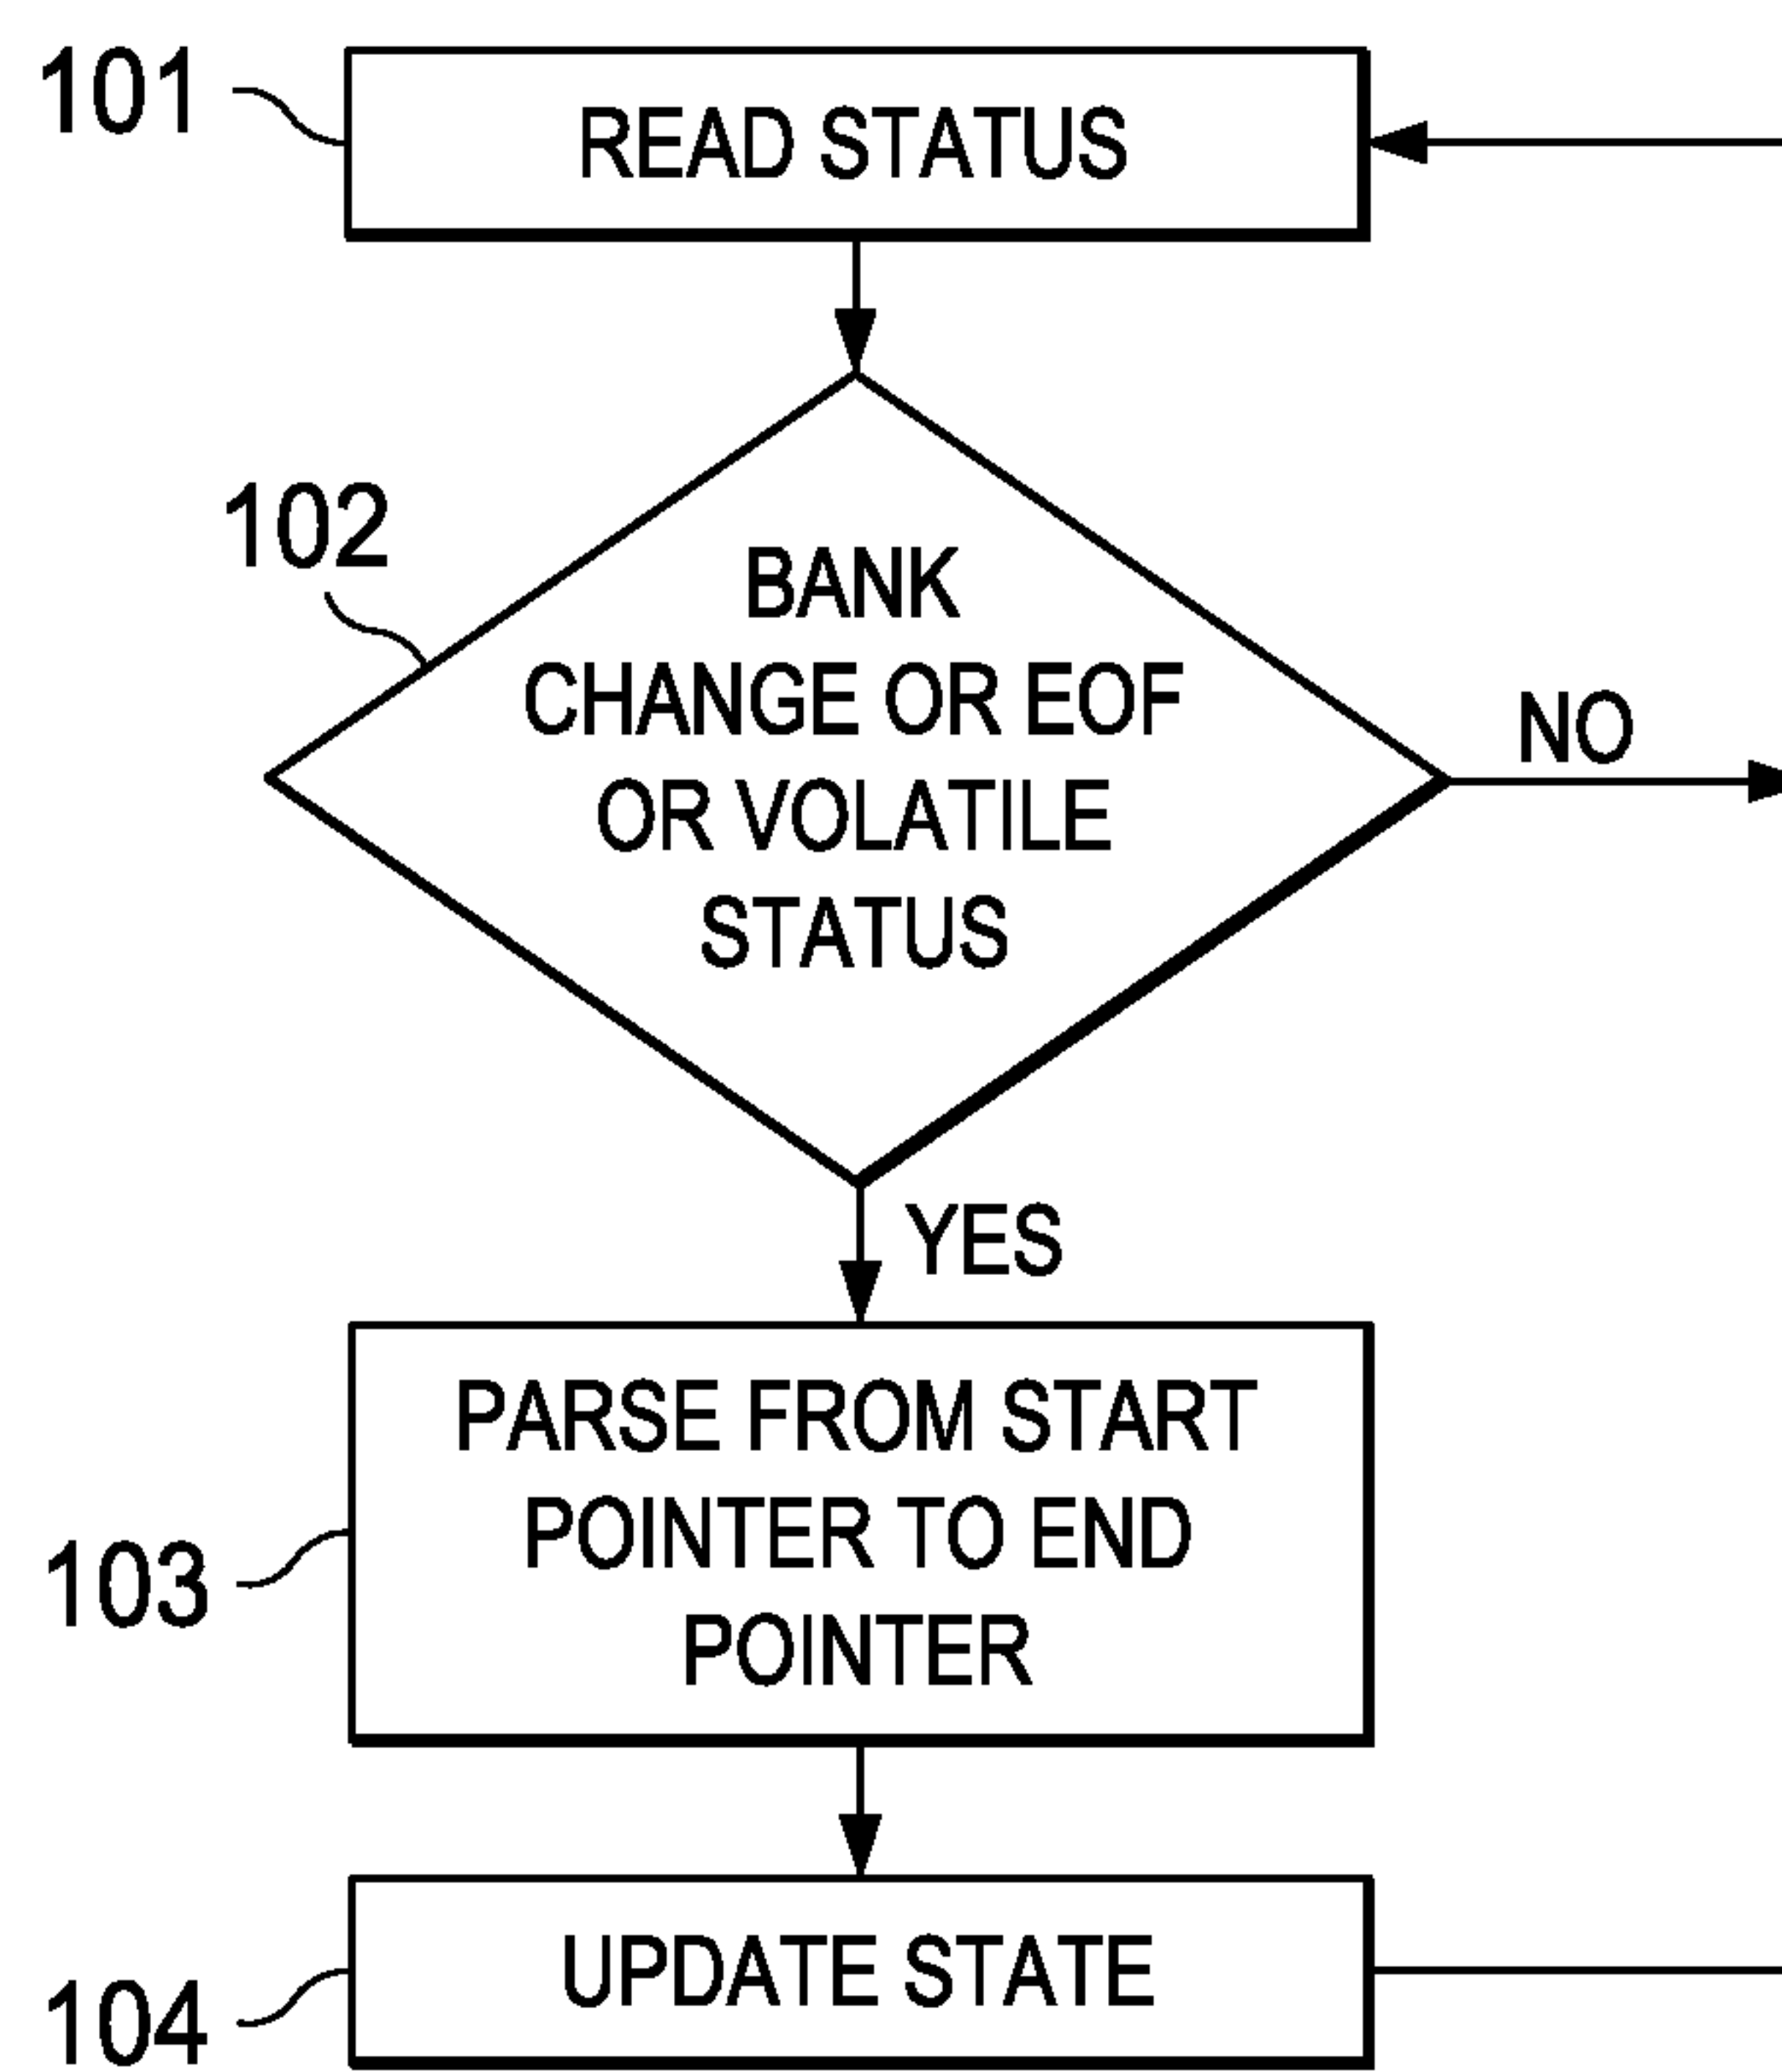 101
READ STATUS
102
BANK
CHANGE OR EOF
OR VOLATILE
STATUS
NO
YES
PARSE FROM START
POINTER TO END
POINTER
103
UPDATE STATE
104